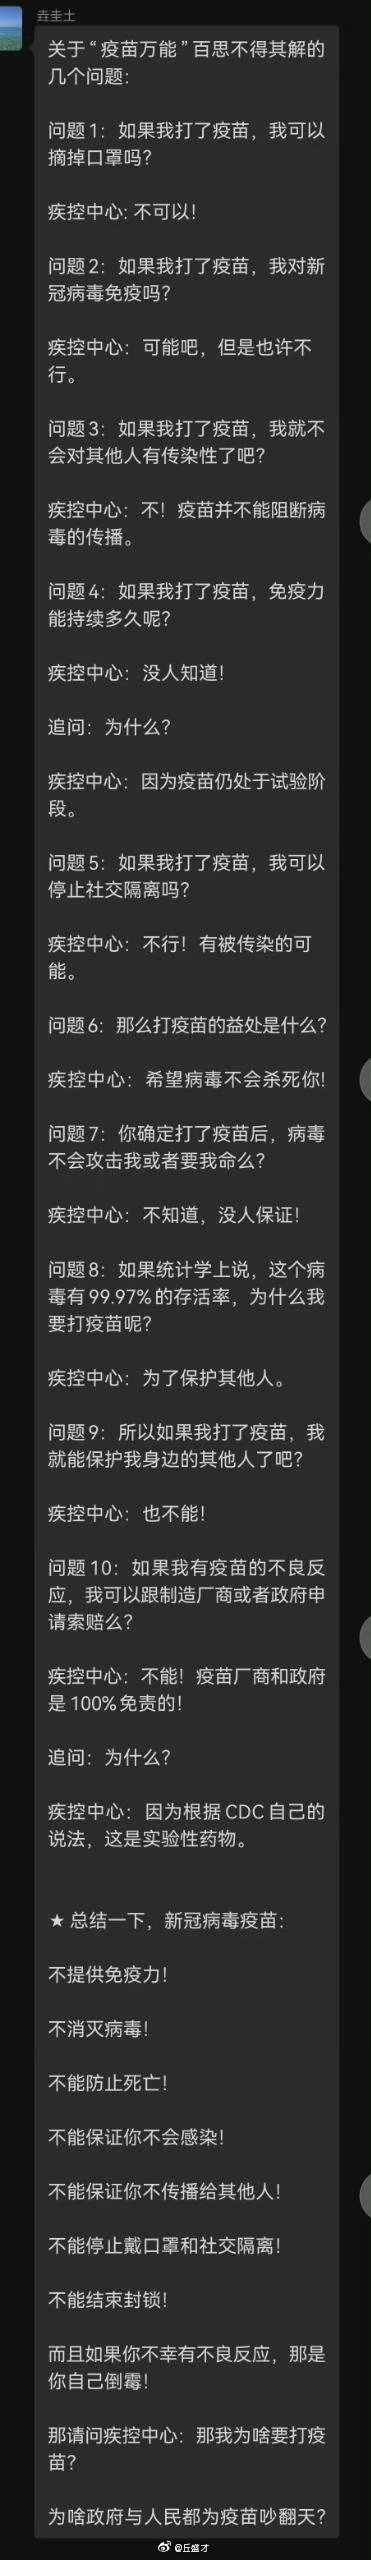 垚圭土
关于“疫苗万能”百思不得其解的
几个问题：
问题1：如果我打了疫苗，我可以
摘掉口罩吗？
疾控中心: 不可以！
问题2：如果我打了疫苗，我对新
冠病毒免疫吗？
疾控中心：可能吧，但是也许不
行。
问题3：如果我打了疫苗，我就不
会对其他人有传染性了吧？
疾控中心：不！疫苗并不能阻断病
毒的传播。
问题4：如果我打了疫苗，免疫力
能持续多久呢？
疾控中心：没人知道！
追问：为什么？
疾控中心：因为疫苗仍处于试验阶
段。
问题5：如果我打了疫苗，我可以
停止社交隔离吗？
疾控中心：不行！有被传染的可
能。
问题6：那么打疫苗的益处是什么？
疾控中心：希望病毒不会杀死你！
问题7：你确定打了疫苗后，病毒
不会攻击我或者要我命么？
疾控中心：不知道，没人保证！
问题8：如果统计学上说，这个病
毒有99.97%的存活率，为什么我
要打疫苗呢？
疾控中心：为了保护其他人。
问题9：所以如果我打了疫苗，我
就能保护我身边的其他人了吧？
疾控中心：也不能！
问题10：如果我有疫苗的不良反
应，我可以跟制造厂商或者政府申
请索赔么？
疾控中心：不能！疫苗厂商和政府
是100%免责的！
追问：为什么？
疾控中心：因为根据CDC自己的
说法，这是实验性药物。
★ 总结一下，新冠病毒疫苗：
不提供免疫力！
不消灭病毒！
不能防止死亡！
不能保证你不会感染！
不能保证你不传播给其他人！
不能停止戴口罩和社交隔离！
不能结束封锁！
而且如果你不幸有不良反应，那是
你自己倒霉！
那请问疾控中心：那我为啥要打疫
苗？
为啥政府与人民都为疫苗吵翻天？
@丘盛才